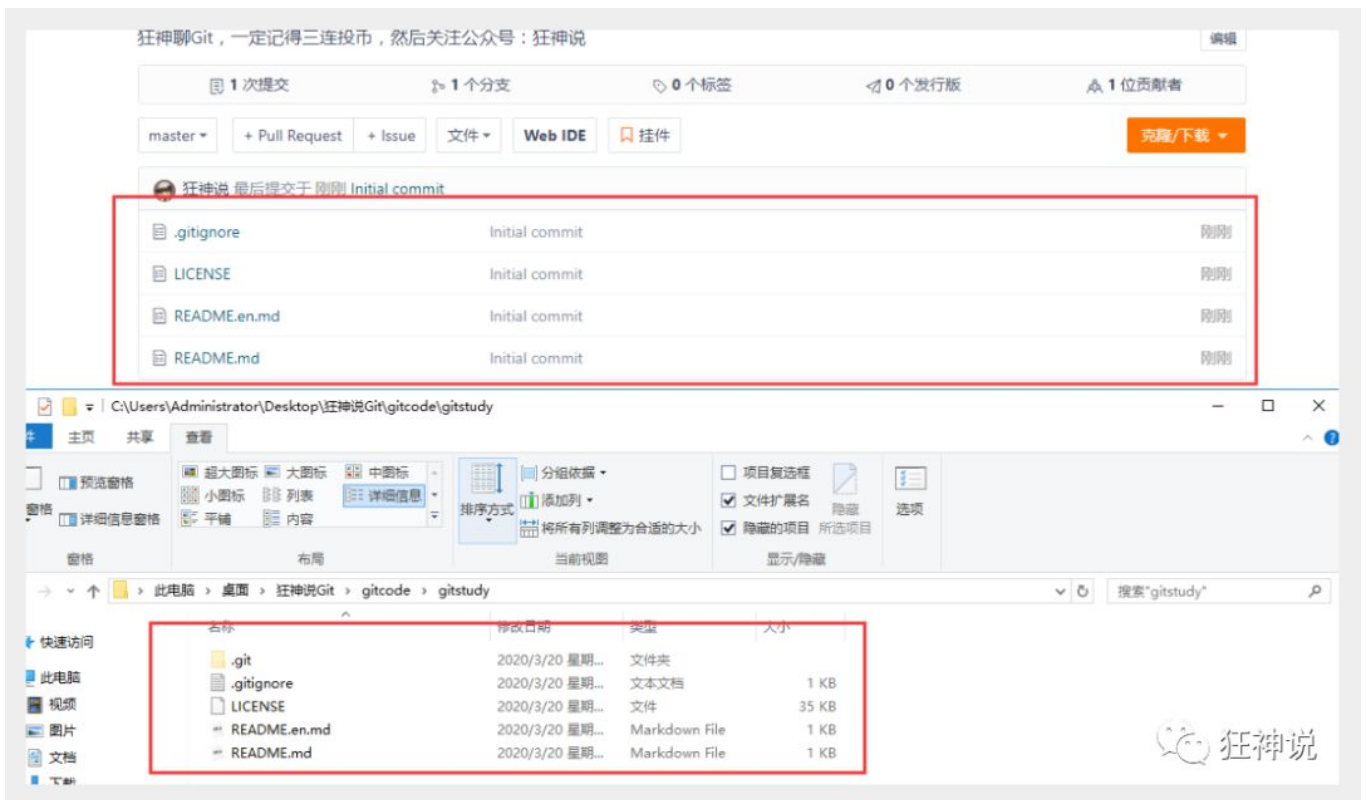 狂神聊Git，一定记得三连投币，然后关注公众号：狂神说 编辑
1 次提交 1 个分支 0 个标签 0 个发行版 1 位贡献者
master + Pull Request + Issue 文件 Web IDE 挂件 克隆/下载
狂神说 最后提交于 刚刚 Initial commit
.gitignore Initial commit 刚刚
LICENSE Initial commit 刚刚
README.en.md Initial commit 刚刚
README.md Initial commit 刚刚
C:\Users\Administrator\Desktop\狂神说Git\gitcode\gitstudy
主页 共享 查看
预览窗格 超大图标 大图标 中图标 分组依据 项目复选框
窗格 详细信息窗格 小图标 列表 详细信息 排序方式 添加列 文件扩展名 隐藏 选项
平铺 内容 将所有列调整为合适的大小 隐藏的项目 所选项目
窗格 布局 当前视图 显示/隐藏
此电脑 › 桌面 › 狂神说Git › gitcode › gitstudy 搜索"gitstudy"
名称 修改日期 类型 大小
快速访问
.git 2020/3/20 星期... 文件夹
此电脑
.gitignore 2020/3/20 星期... 文本文档 1 KB
视频
LICENSE 2020/3/20 星期... 文件 35 KB
图片
README.en.md 2020/3/20 星期... Markdown File 1 KB
文档
README.md 2020/3/20 星期... Markdown File 1 KB
下载
狂神说